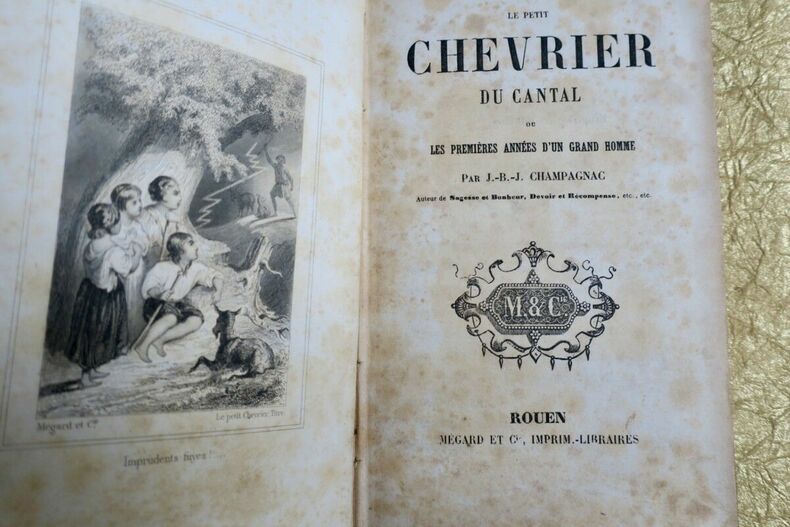 Mégard et Cie
Le petit Chevrier Titre
Imprudents fuyez !....
LE PETIT
CHEVRIER
DU CANTAL
OU
LES PREMIÈRES ANNÉES D'UN GRAND HOMME
PAR J.-B.-J. CHAMPAGNAC
Auteur de Sagesse et Bonheur, Devoir et Récompense, etc., etc.
M. & Cie
ROUEN
MÉGARD ET Cie, IMPRIM.-LIBRAIRES